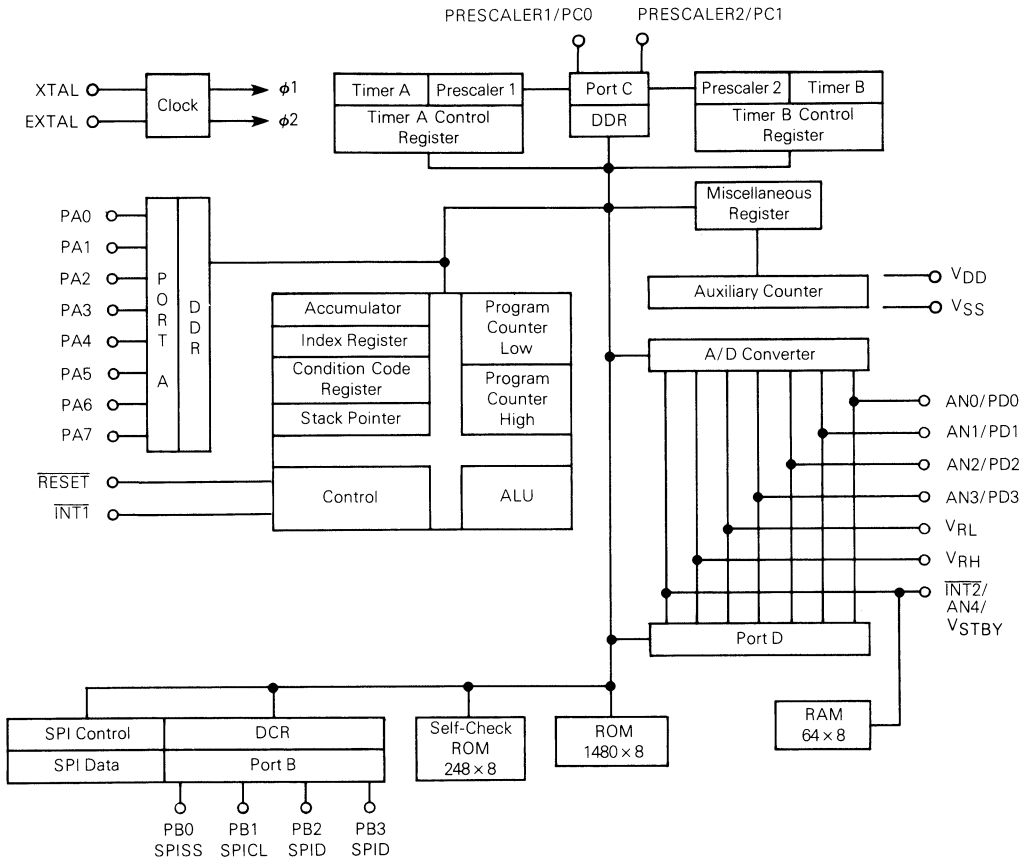 PRESCALER1/PC0
PRESCALER2/PC1
XTAL
EXTAL
Clock
ϕ1
ϕ2
Timer A
Prescaler 1
Timer A Control
Register
Port C
DDR
Prescaler 2
Timer B
Timer B Control
Register
Miscellaneous
Register
Auxiliary Counter
VDD
VSS
PA0
PA1
PA2
PA3
PA4
PA5
PA6
PA7
PORT A
DDR
RESET
INT1
Accumulator
Index Register
Condition Code
Register
Stack Pointer
Program
Counter
Low
Program
Counter
High
Control
ALU
A/D Converter
AN0/PD0
AN1/PD1
AN2/PD2
AN3/PD3
VRL
VRH
INT2/
AN4/
VSTBY
Port D
SPI Control
DCR
SPI Data
Port B
Self-Check
ROM
248 × 8
ROM
1480 × 8
RAM
64 × 8
PB0
SPISS
PB1
SPICL
PB2
SPID
PB3
SPID